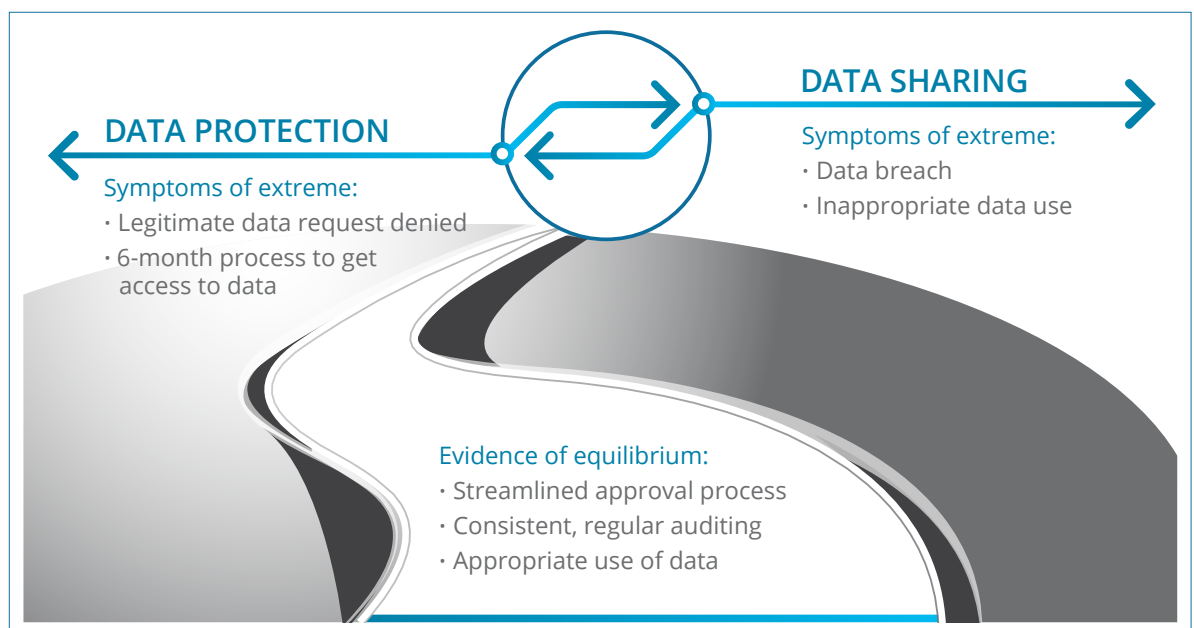 DATA PROTECTION
Symptoms of extreme:
· Legitimate data request denied
· 6-month process to get
access to data
DATA SHARING
Symptoms of extreme:
· Data breach
· Inappropriate data use
Evidence of equilibrium:
· Streamlined approval process
· Consistent, regular auditing
· Appropriate use of data